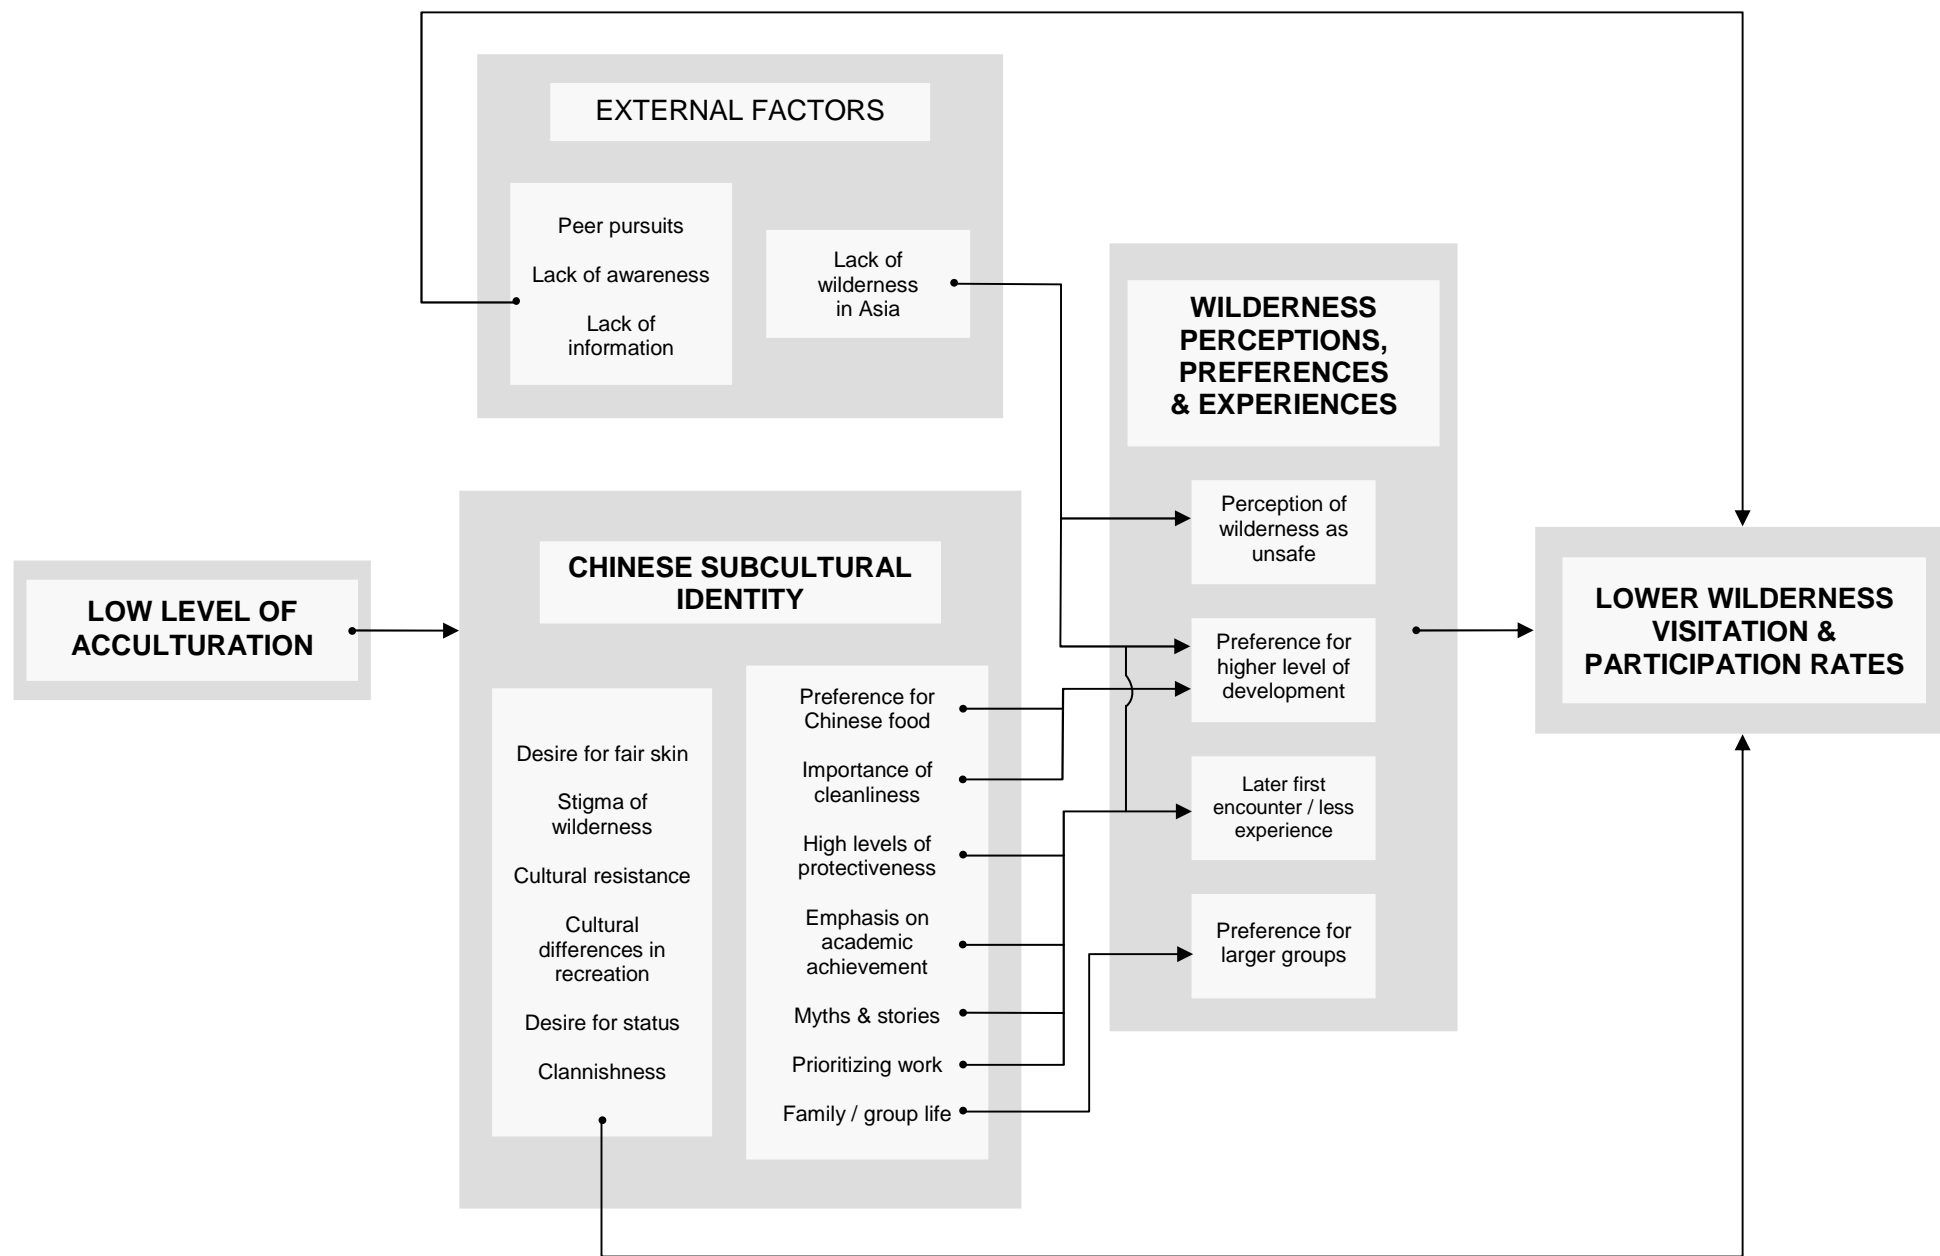 EXTERNAL FACTORS
Peer pursuits
Lack of awareness
Lack of
information
Lack of
wilderness
in Asia
WILDERNESS
PERCEPTIONS,
PREFERENCES
& EXPERIENCES
Perception of
wilderness as
unsafe
Preference for
higher level of
development
Later first
encounter / less
experience
Preference for
larger groups
LOW LEVEL OF
ACCULTURATION
CHINESE SUBCULTURAL
IDENTITY
Desire for fair skin
Stigma of
wilderness
Cultural resistance
Cultural
differences in
recreation
Desire for status
Clannishness
Preference for
Chinese food
Importance of
cleanliness
High levels of
protectiveness
Emphasis on
academic
achievement
Myths & stories
Prioritizing work
Family / group life
LOWER WILDERNESS
VISITATION &
PARTICIPATION RATES